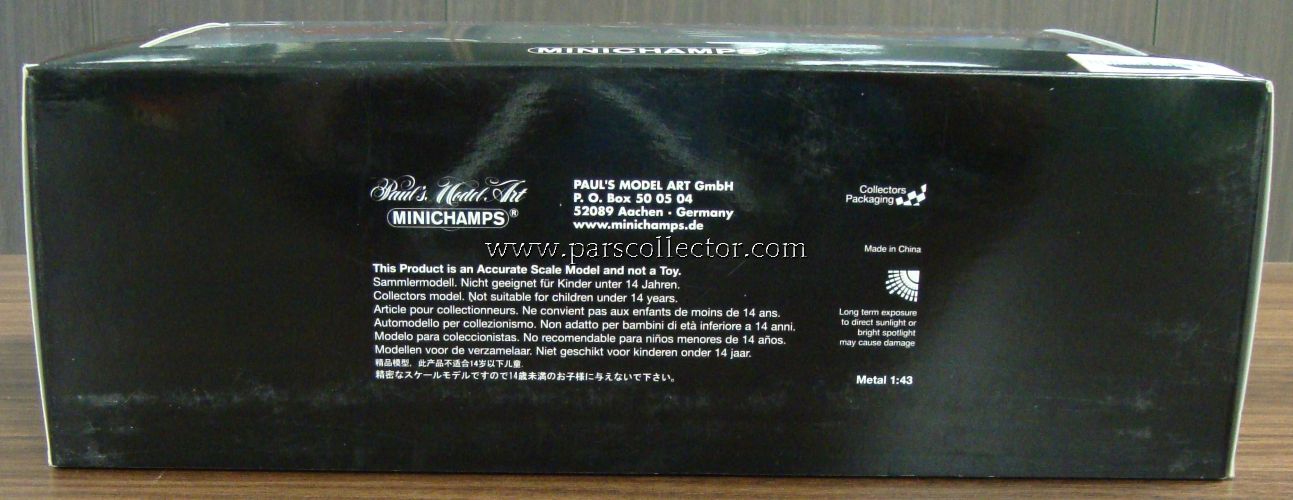 MINICHAMPS
Paul's Model Art
MINICHAMPS®
PAUL'S MODEL ART GmbH
P. O. Box 50 05 04
52089 Aachen · Germany
www.minichamps.de
Collectors
Packaging
www.parscollector.com
Made in China
This Product is an Accurate Scale Model and not a Toy.
Sammlermodell. Nicht geeignet für Kinder unter 14 Jahren.
Collectors model. Not suitable for children under 14 years.
Article pour collectionneurs. Ne convient pas aux enfants de moins de 14 ans.
Automodello per collezionismo. Non adatto per bambini di età inferiore a 14 anni.
Modelo para coleccionistas. No recomendable para niños menores de 14 años.
Modellen voor de verzamelaar. Niet geschikt voor kinderen onder 14 jaar.
精品模型，此产品不适合14岁以下儿童.
精密なスケールモデルですので14歳未満のお子様に与えないで下さい。
Long term exposure
to direct sunlight or
bright spotlight
may cause damage
Metal 1:43